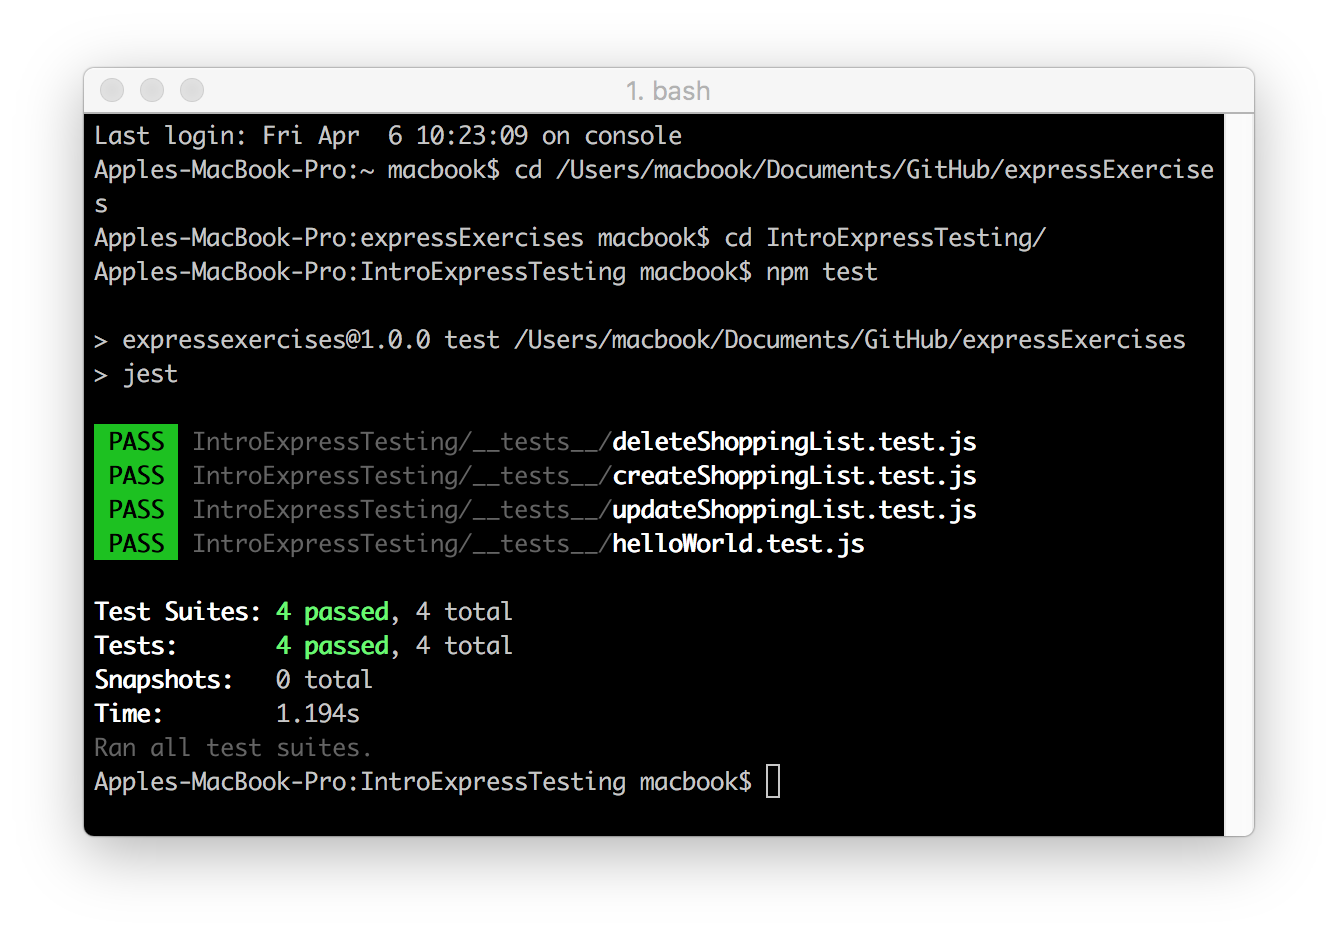 1. bash
Last login: Fri Apr  6 10:23:09 on console
Apples-MacBook-Pro:~ macbook$ cd /Users/macbook/Documents/GitHub/expressExercise
s
Apples-MacBook-Pro:expressExercises macbook$ cd IntroExpressTesting/
Apples-MacBook-Pro:IntroExpressTesting macbook$ npm test
> expressexercises@1.0.0 test /Users/macbook/Documents/GitHub/expressExercises
> jest
PASS IntroExpressTesting/__tests__/deleteShoppingList.test.js
PASS IntroExpressTesting/__tests__/createShoppingList.test.js
PASS IntroExpressTesting/__tests__/updateShoppingList.test.js
PASS IntroExpressTesting/__tests__/helloWorld.test.js
Test Suites: 4 passed, 4 total
Tests:       4 passed, 4 total
Snapshots:   0 total
Time:        1.194s
Ran all test suites.
Apples-MacBook-Pro:IntroExpressTesting macbook$